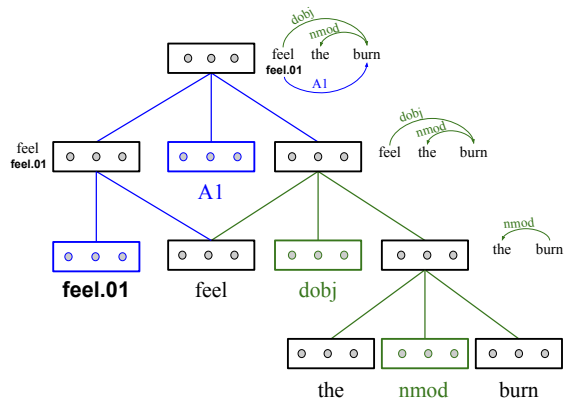 dobj
nmod
feel the burn
feel.01
A1
feel
feel.01
A1
dobj
nmod
feel the burn
nmod
the burn
feel.01 feel dobj
the nmod burn